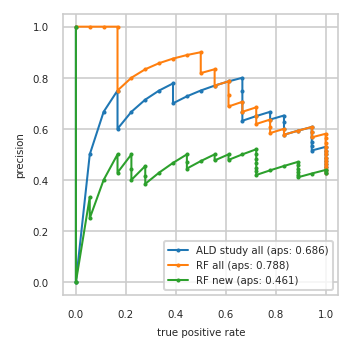 1.0
0.8
0.6
0.4
0.2
0.0
precision
ALD study all (aps: 0.686)
RF all (aps: 0.788)
RF new (aps: 0.461)
0.0 0.2 0.4 0.6 0.8 1.0
true positive rate